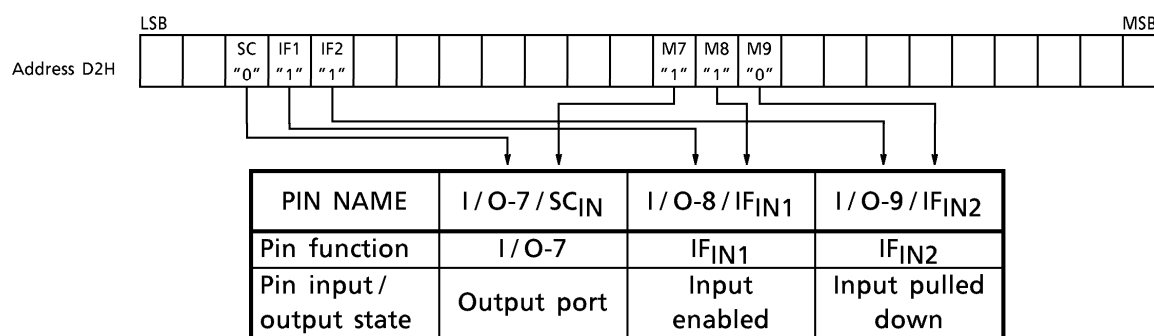 LSB MSB
SC IF1 IF2 M7 M8 M9
Address D2H "0" "1" "1" "1" "1" "0"
PIN NAME I/O-7/SCIN I/O-8/IFIN1 I/O-9/IFIN2
Pin function I/O-7 IFIN1 IFIN2
Pin input/ output state Output port Input enabled Input pulled down